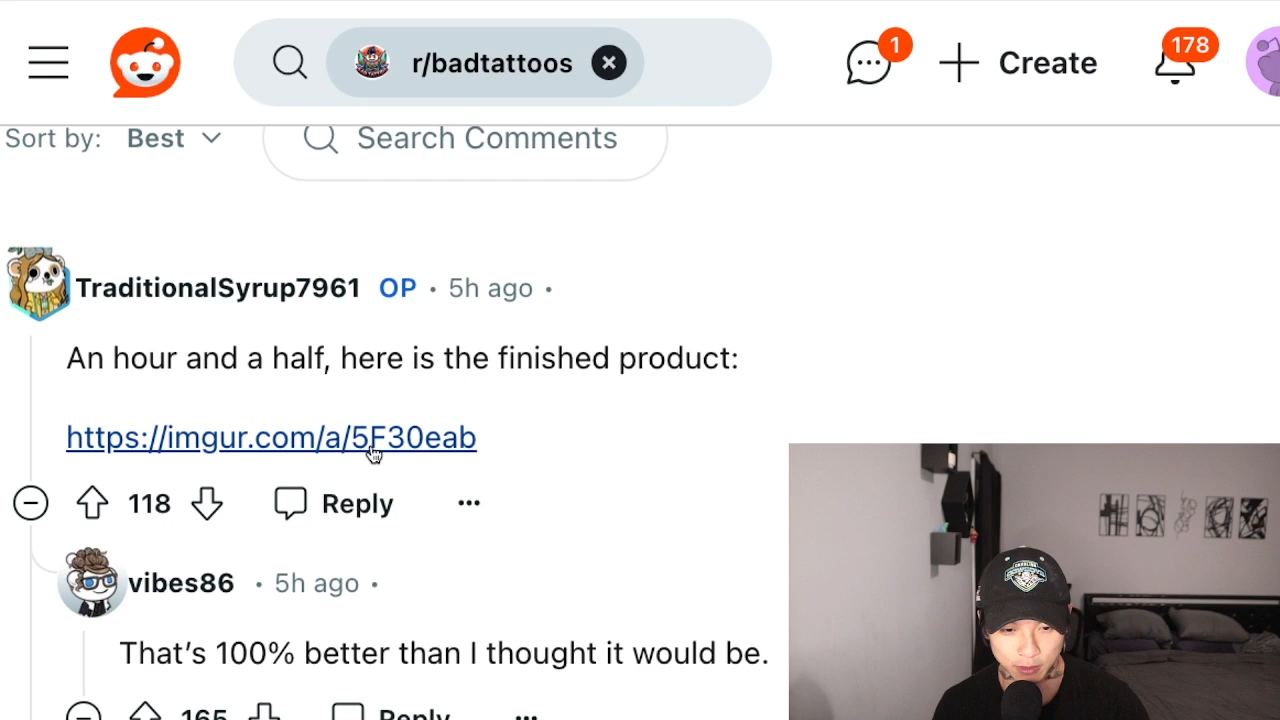 r/badtattoos
1
Create
178
Sort by: Best
Search Comments
TraditionalSyrup7961 OP • 5h ago •
An hour and a half, here is the finished product:
https://imgur.com/a/5F30eab
118
Reply
vibes86 • 5h ago •
That’s 100% better than I thought it would be.
165
Reply